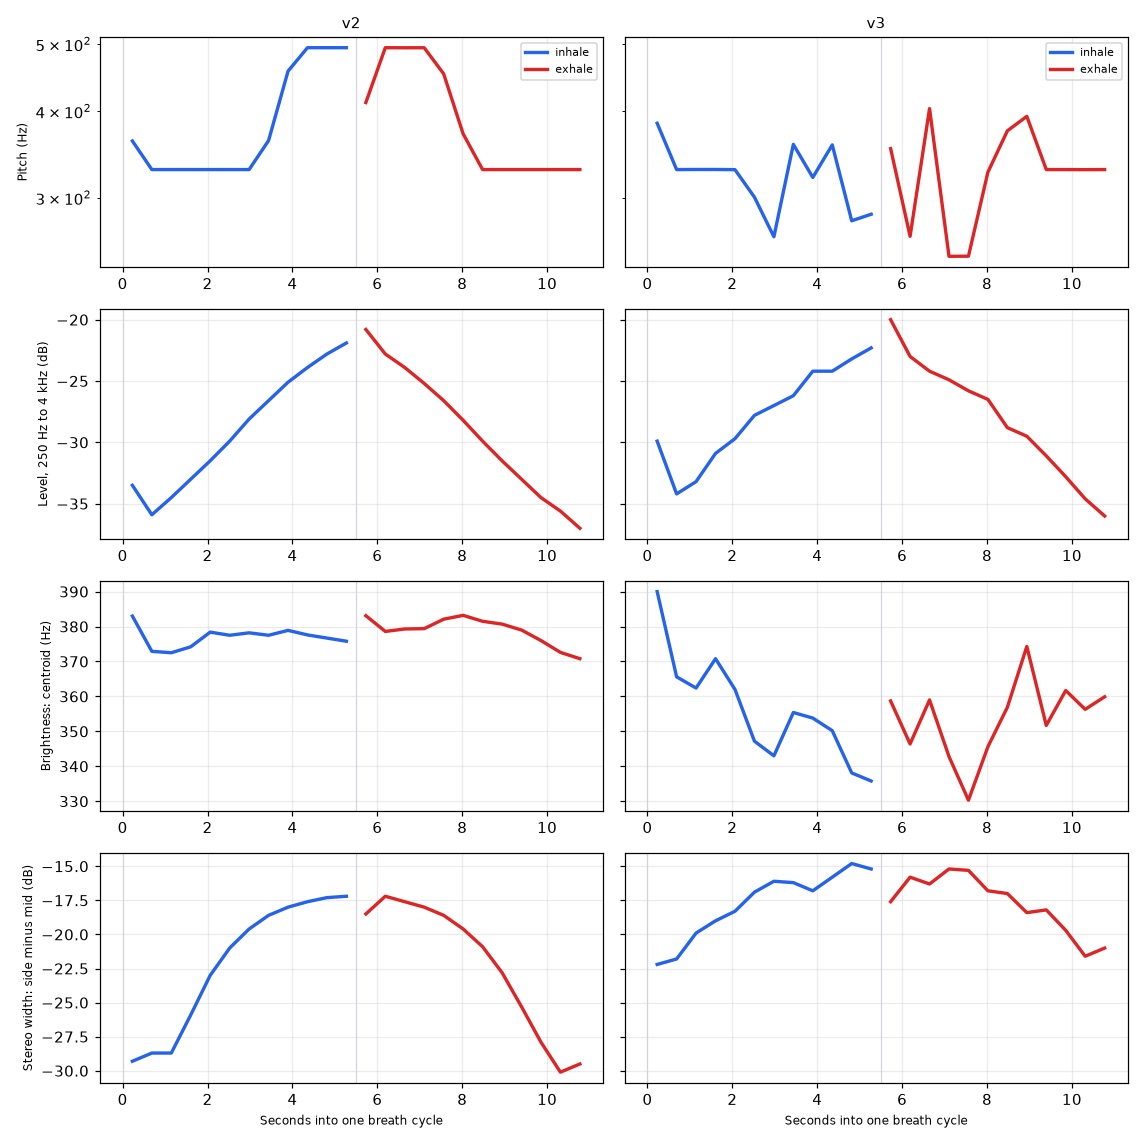 v2
v3
Pitch (Hz)
5 × 10²
4 × 10²
3 × 10²
inhale
exhale
0 2 4 6 8 10
inhale
exhale
0 2 4 6 8 10
Level, 250 Hz to 4 kHz (dB)
−20
−25
−30
−35
0 2 4 6 8 10
0 2 4 6 8 10
Brightness: centroid (Hz)
390
380
370
360
350
340
330
0 2 4 6 8 10
0 2 4 6 8 10
Stereo width: side minus mid (dB)
−15.0
−17.5
−20.0
−22.5
−25.0
−27.5
−30.0
0 2 4 6 8 10
Seconds into one breath cycle
0 2 4 6 8 10
Seconds into one breath cycle